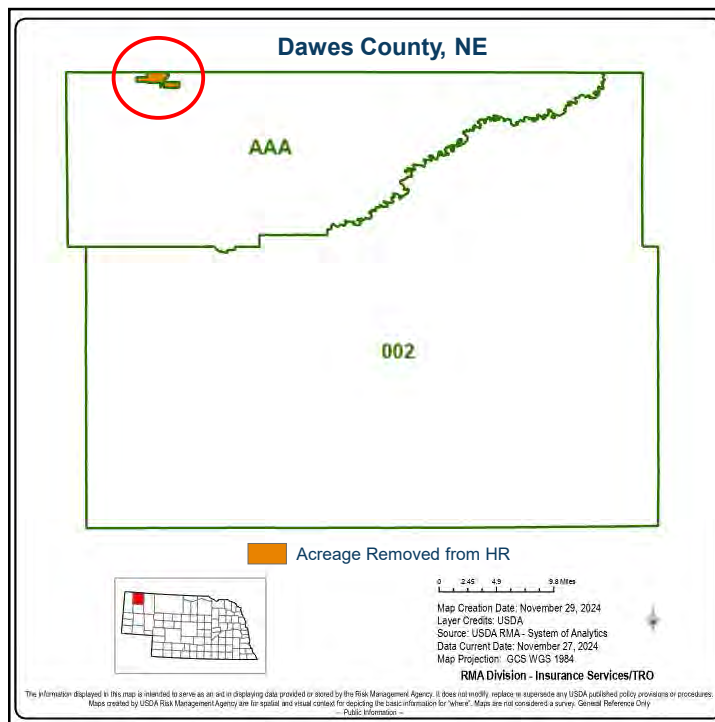 Dawes County, NE
AAA
002
Acreage Removed from HR
0 2.45 4.9 9.8 Miles
Map Creation Date: November 29, 2024
Layer Credits: USDA
Source: USDA RMA - System of Analytics
Data Current Date: November 27, 2024
Map Projection: GCS WGS 1984
RMA Division - Insurance Services/TRO
The information displayed in this map is intended to serve as an aid in displaying data provided or stored by the Risk Management Agency. It does not modify, replace or supersede any USDA published policy provisions or procedures.
Maps created by USDA Risk Management Agency are for spatial and visual context for depicting the basic information for "where". Maps are not considered a survey. General Reference Only
-- Public Information --